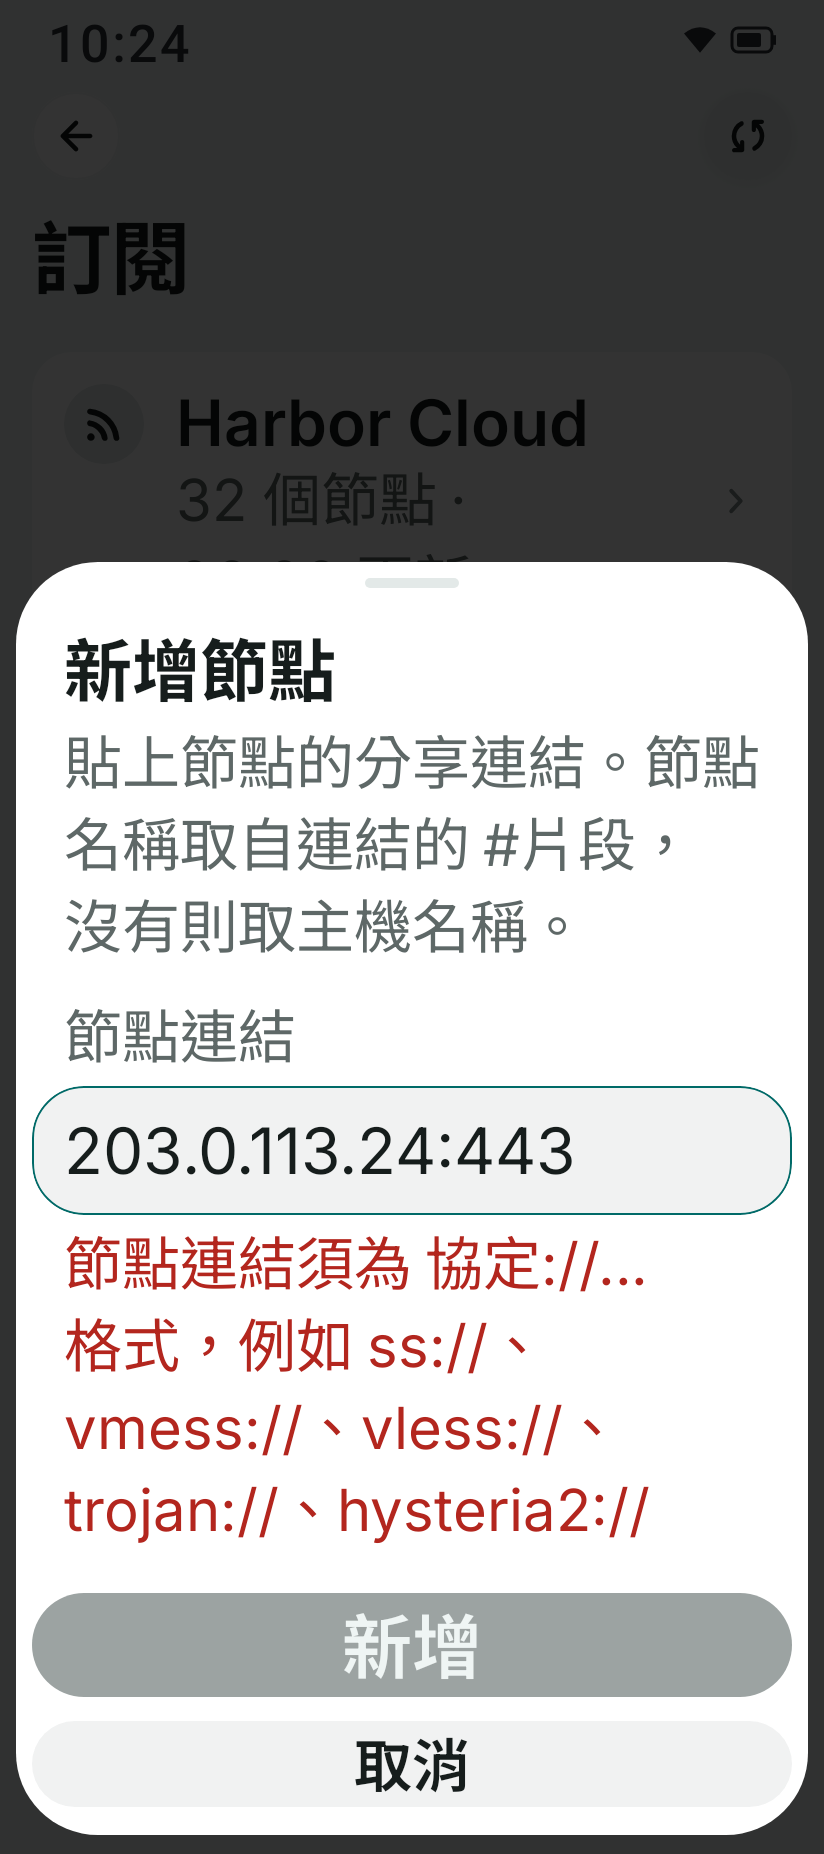 10:24
訂閱
Harbor Cloud
32 個節點 ·
新增節點
貼上節點的分享連結。節點
名稱取自連結的 #片段，
沒有則取主機名稱。
節點連結
203.0.113.24:443
節點連結須為 協定://...
格式，例如 ss://、
vmess://、vless://、
trojan://、hysteria2://
新增
取消